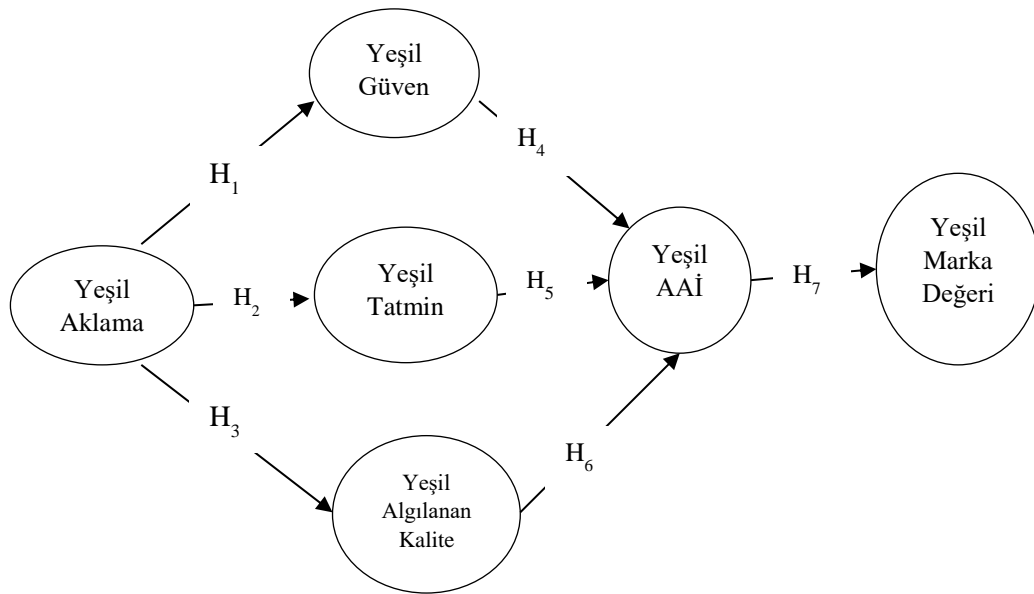 Yeşil
Güven
H₄
H₁
Yeşil
Aklama
H₂
Yeşil
Tatmin
H₅
Yeşil
AAİ
H₇
Yeşil
Marka
Değeri
H₃
H₆
Yeşil
Algılanan
Kalite